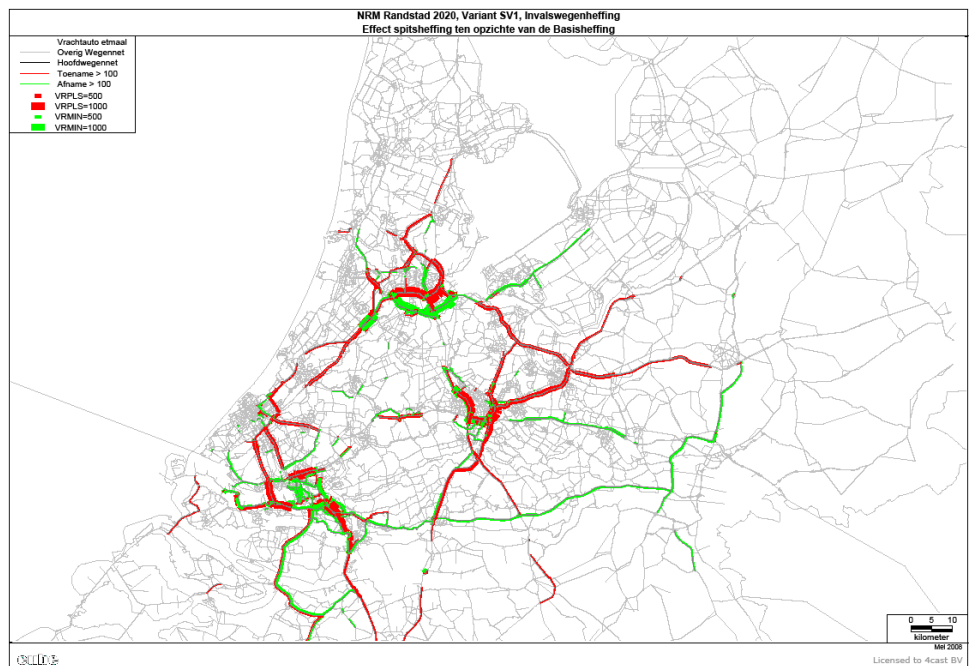 NRM Randstad 2020, Variant SV1, Invalswegenheffing
Effect spitsheffing ten opzichte van de Basisheffing
Vrachtauto etmaal
Overig Wegennet
Hoofdwegennet
Toename > 100
Afname > 100
VRPLS=500
VRPLS=1000
VRMIN=500
VRMIN=1000
0 5 10
kilometer
Mei 2008
cube
Licensed to 4cast BV